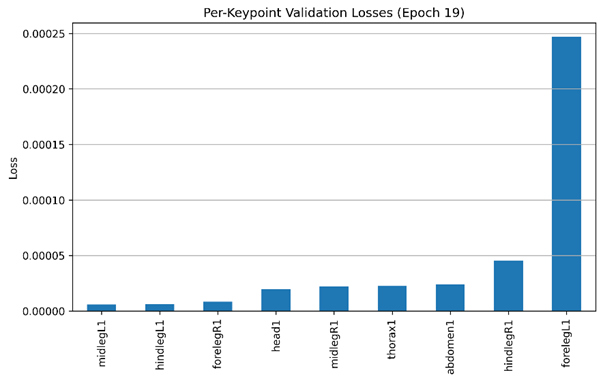 Per-Keypoint Validation Losses (Epoch 19)
0.00025
0.00020
0.00015
0.00010
0.00005
0.00000
Loss
midlegL1
hindlegL1
forelegR1
head1
midlegR1
thorax1
abdomen1
hindlegR1
forelegL1